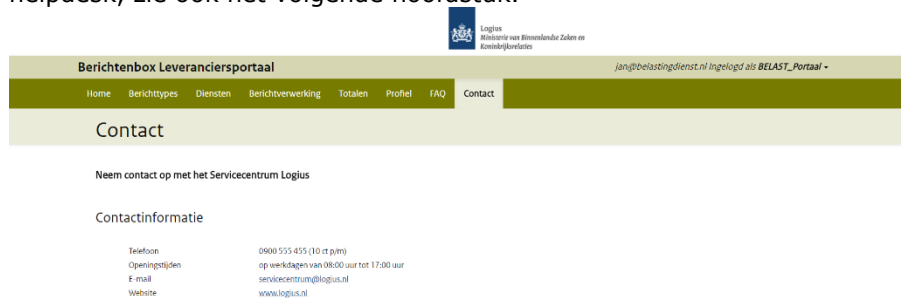 helpdesk, zie ook het volgende hoofdstuk.
Logius
Ministerie van Binnenlandse Zaken en
Koninkrijksrelaties
Berichtenbox Leveranciersportaal
jan@belastingdienst.nl Ingelogd als BELAST_Portaal
Home Berichttypes Diensten Berichtverwerking Totalen Profiel FAQ Contact
Contact
Neem contact op met het Servicecentrum Logius
Contactinformatie
Telefoon 0900 555 455 (10 ct p/m)
Openingstijden op werkdagen van 08:00 uur tot 17:00 uur
E-mail servicecentrum@logius.nl
Website www.logius.nl